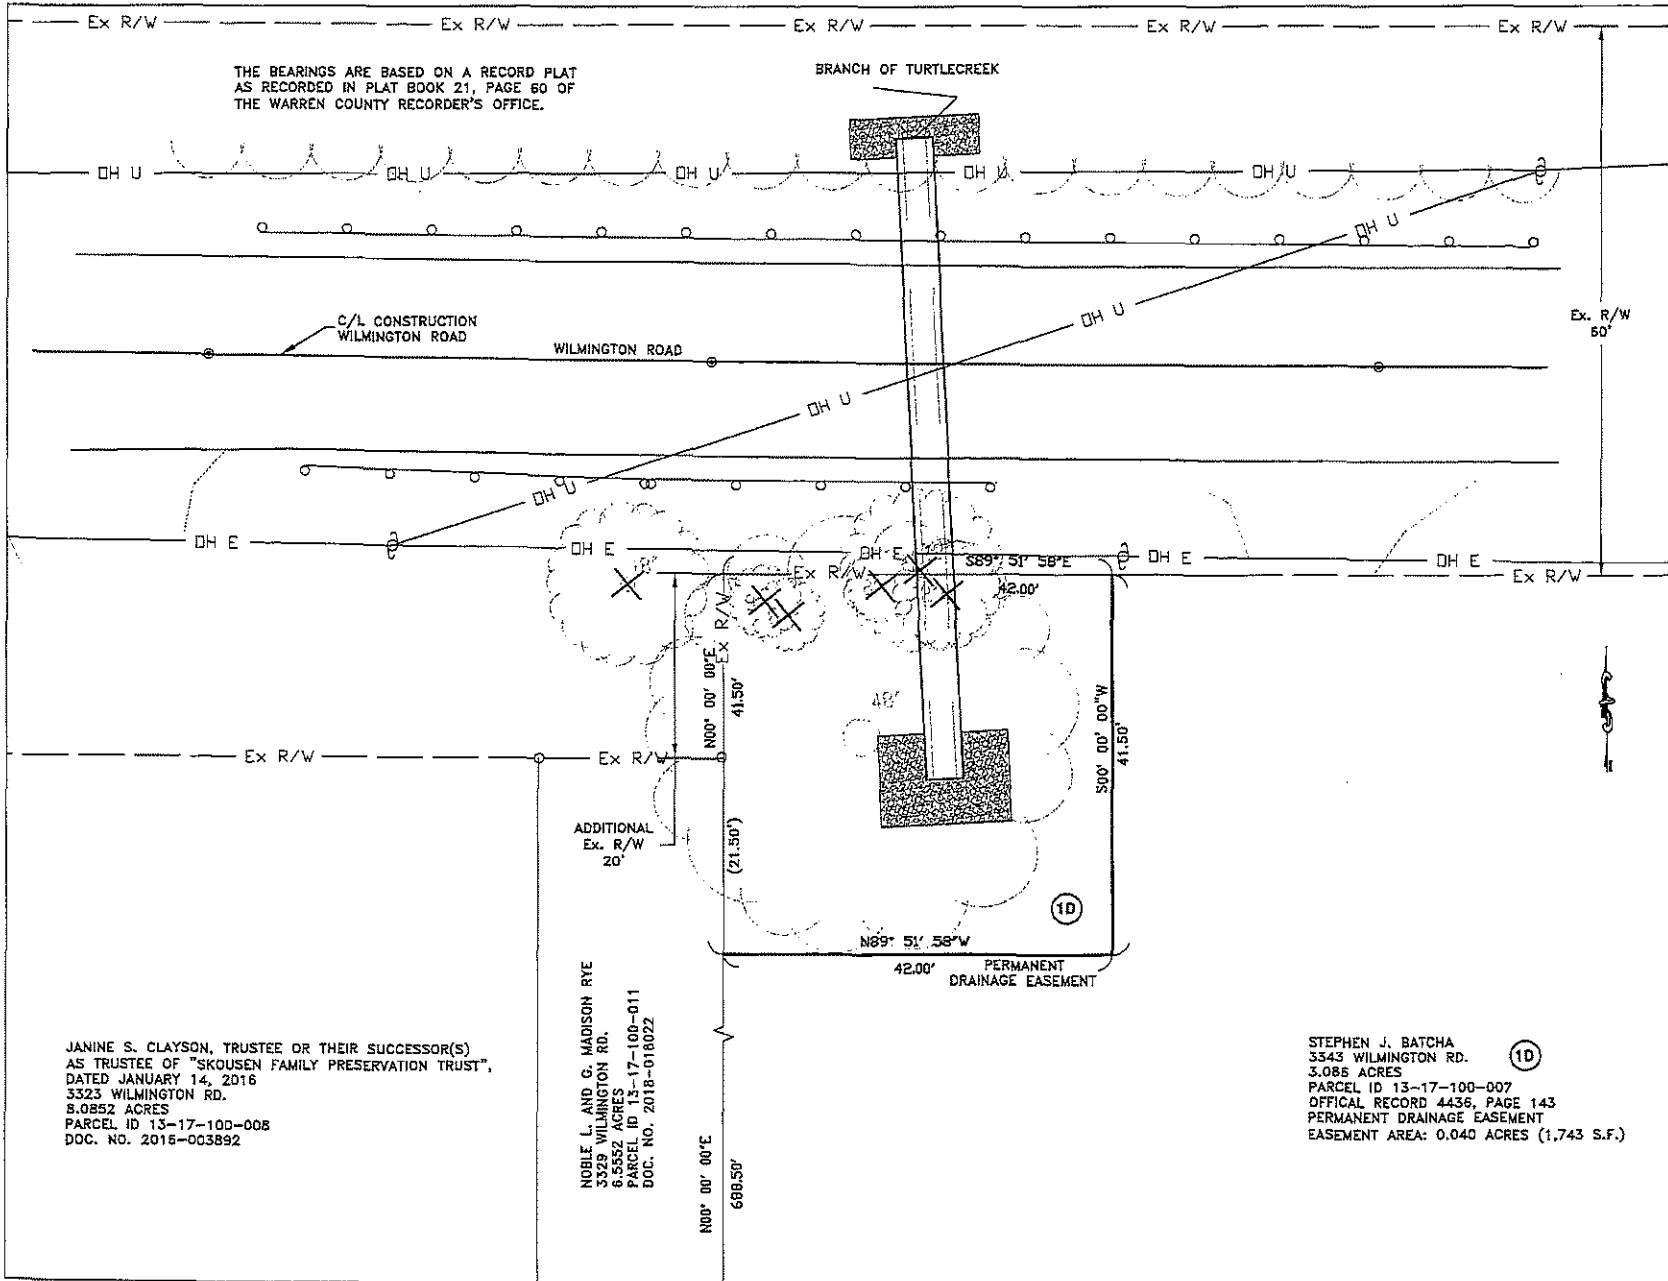 Ex R/W Ex R/W Ex R/W Ex R/W Ex R/W
THE BEARINGS ARE BASED ON A RECORD PLAT
AS RECORDED IN PLAT BOOK 21, PAGE 60 OF
THE WARREN COUNTY RECORDER'S OFFICE.
BRANCH OF TURTLECREEK
OH U OH U OH U OH U OH U
OH U
OH U
OH U
OH U
Ex. R/W
60'
C/L CONSTRUCTION
WILMINGTON ROAD
WILMINGTON ROAD
OH E OH E OH E OH E OH E
S89° 51' 58"E
42.00'
Ex R/W Ex R/W
Ex R/W
N00° 00' 00"E
41.50'
48"
S00° 00' 00"W
41.50'
Ex R/W Ex R/W
ADDITIONAL
Ex. R/W
20'
(21.50')
1D
N89° 51' 58"W
42.00'
PERMANENT
DRAINAGE EASEMENT
JANINE S. CLAYSON, TRUSTEE OR THEIR SUCCESSOR(S)
AS TRUSTEE OF "SKOUSEN FAMILY PRESERVATION TRUST",
DATED JANUARY 14, 2016
3323 WILMINGTON RD.
8.0852 ACRES
PARCEL ID 13-17-100-008
DOC. NO. 2016-003892
NOBLE L. AND G. MADISON RYE
3329 WILMINGTON RD.
6.5552 ACRES
PARCEL ID 13-17-100-011
DOC. NO. 2018-018022
N00° 00' 00"E
688.50'
STEPHEN J. BATCHA
3343 WILMINGTON RD.
1D
3.086 ACRES
PARCEL ID 13-17-100-007
OFFICAL RECORD 4436, PAGE 143
PERMANENT DRAINAGE EASEMENT
EASEMENT AREA: 0.040 ACRES (1,743 S.F.)